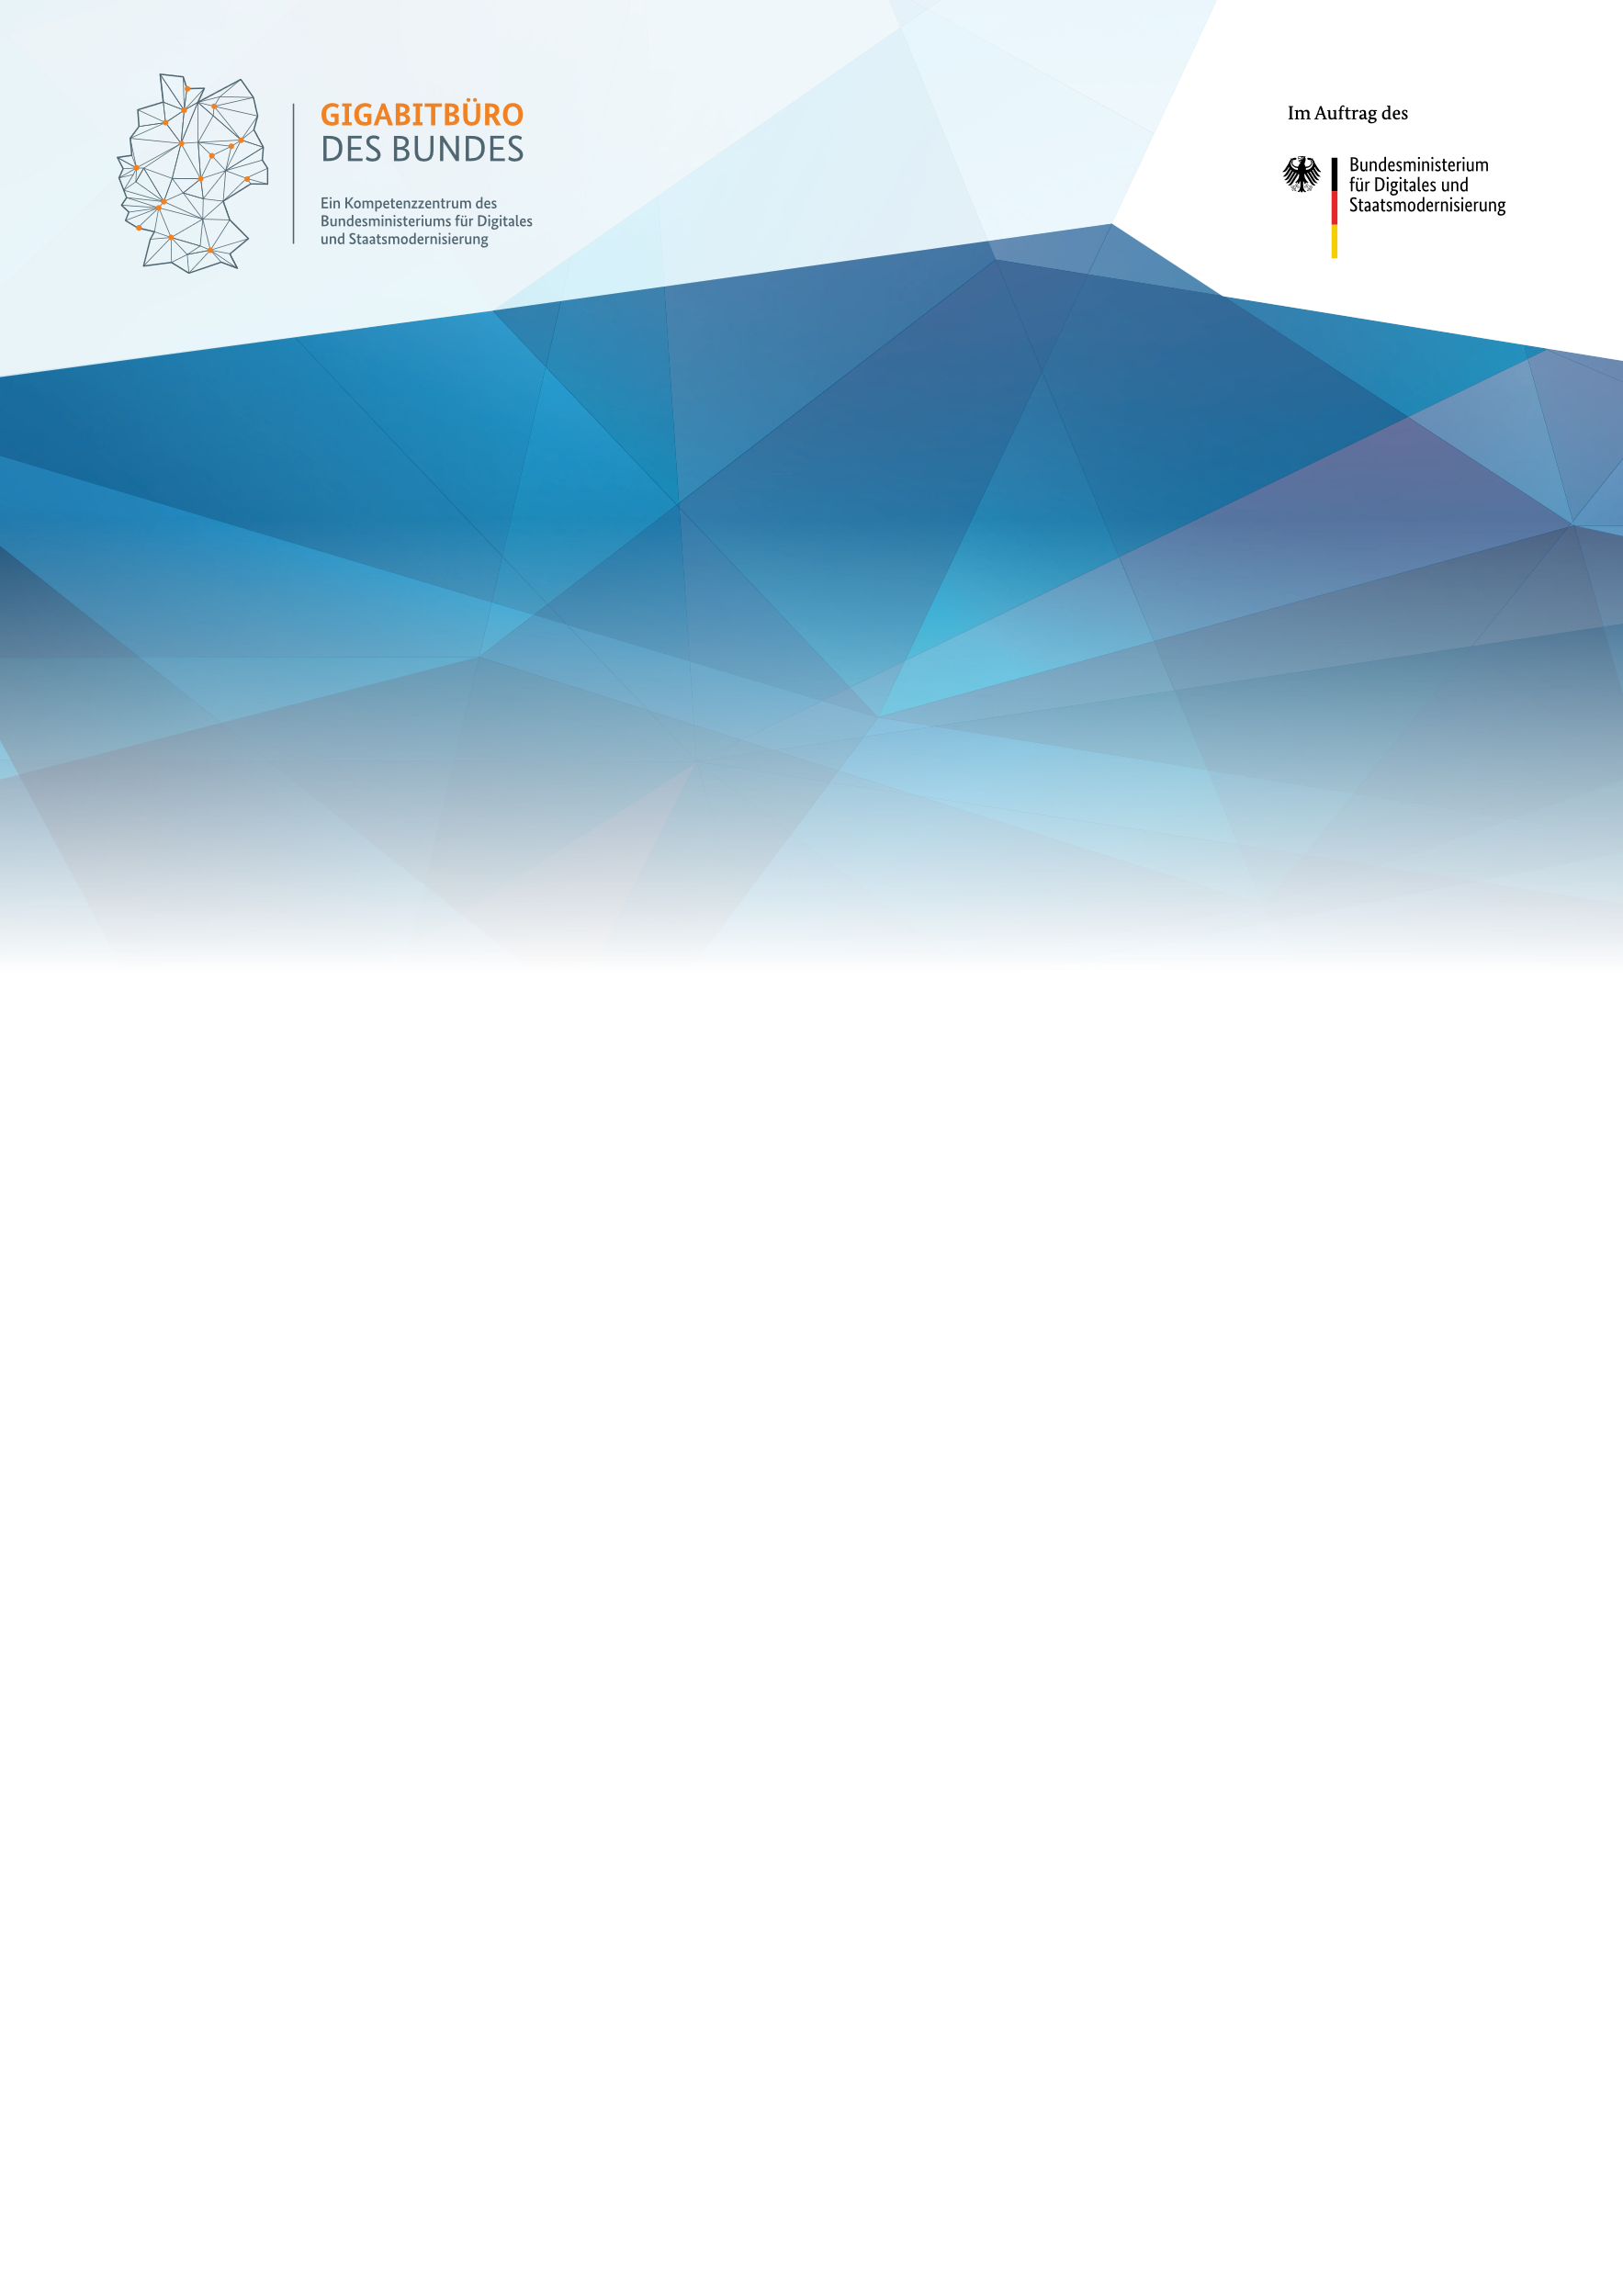 GIGABITBÜRO
DES BUNDES
Ein Kompetenzzentrum des
Bundesministeriums für Digitales
und Staatsmodernisierung
Im Auftrag des
Bundesministerium
für Digitales und
Staatsmodernisierung